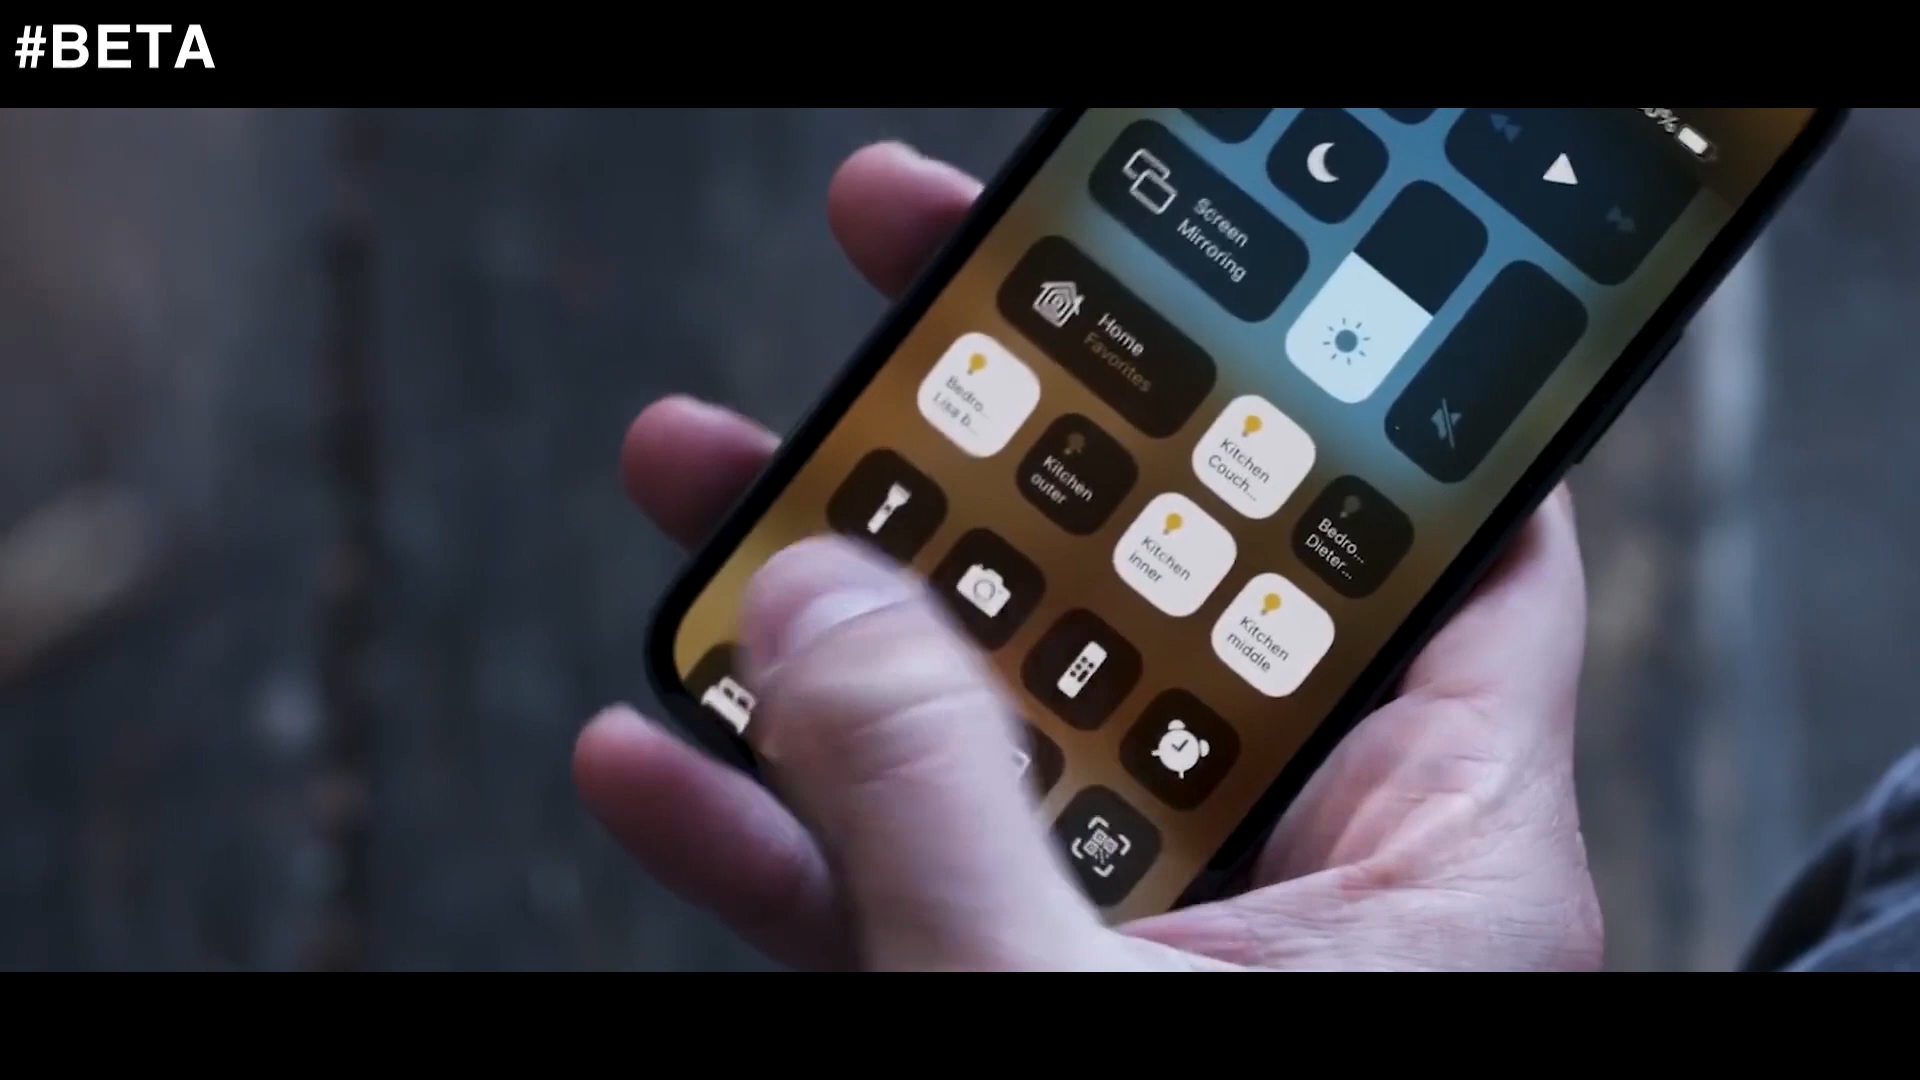 #BETA
Screen
Mirroring
Home
Favorites
Bedro...
Lisa b...
Kitchen
outer
Kitchen
Couch...
Kitchen
inner
Bedro...
Dieter...
Kitchen
middle